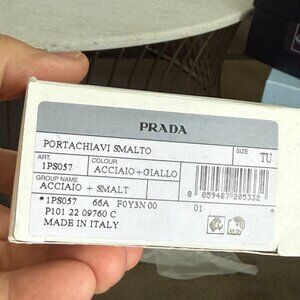 PRADA
PORTACHIAVI SMALTO
SIZE TU
ART. COLOUR
1PS057 ACCIAIO+GIALLO
GROUP NAME
ACCIAIO + SMALT
8 059487 205332
*1PS057 66A F0Y3N 00 01
P101 22 09760 C
MADE IN ITALY